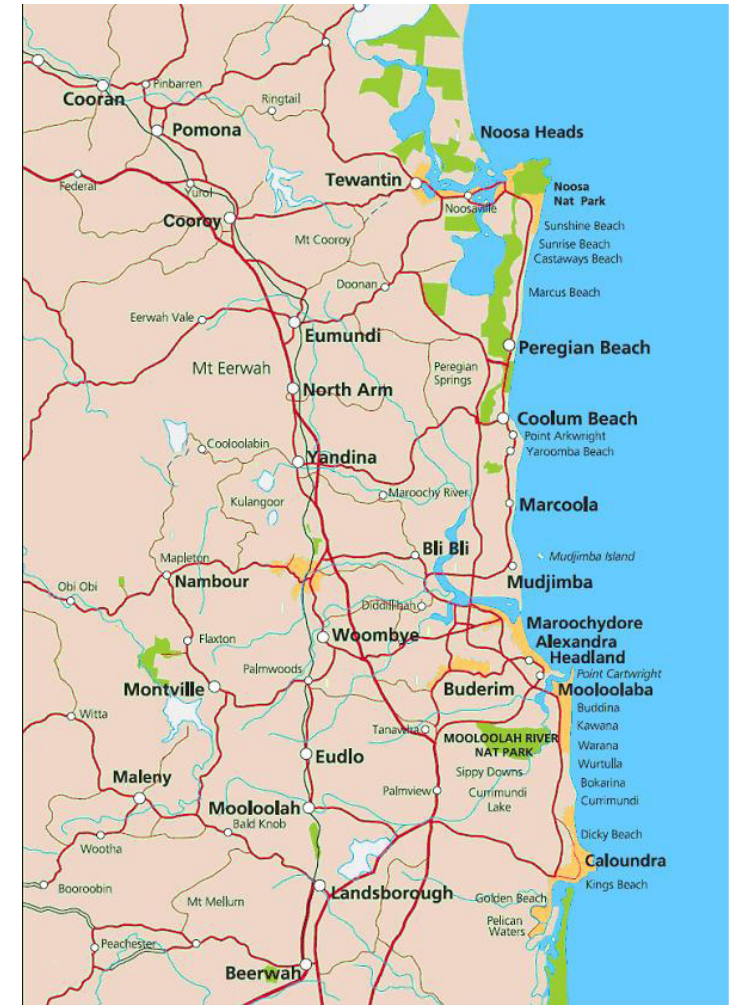 Pinbarren
Cooran
Ringtail
Pomona
Noosa Heads
Tewantin
Federal
Yurol
Noosa
Nat Park
Noosaville
Cooroy
Sunshine Beach
Mt Cooroy
Sunrise Beach
Castaways Beach
Doonan
Marcus Beach
Eerwah Vale
Eumundi
Peregian Beach
Mt Eerwah
Peregian
Springs
North Arm
Coolum Beach
Point Arkwright
Cooloolabin
Yaroomba Beach
Yandina
Kulangoor
Maroochy River
Marcoola
Bli Bli
Mudjimba Island
Mapleton
Nambour
Mudjimba
Obi Obi
Diddillibah
Maroochydore
Woombye
Alexandra
Headland
Flaxton
Palmwoods
Point Cartwright
Montville
Buderim
Mooloolaba
Buddina
Witta
Kawana
Tanawha
MOOLOOLAH RIVER
NAT PARK
Warana
Eudlo
Wurtulla
Sippy Downs
Maleny
Bokarina
Palmview
Currimundi
Lake
Currimundi
Mooloolah
Bald Knob
Dicky Beach
Wootha
Caloundra
Booroobin
Kings Beach
Landsborough
Golden Beach
Mt Mellum
Pelican
Waters
Peachester
Beerwah